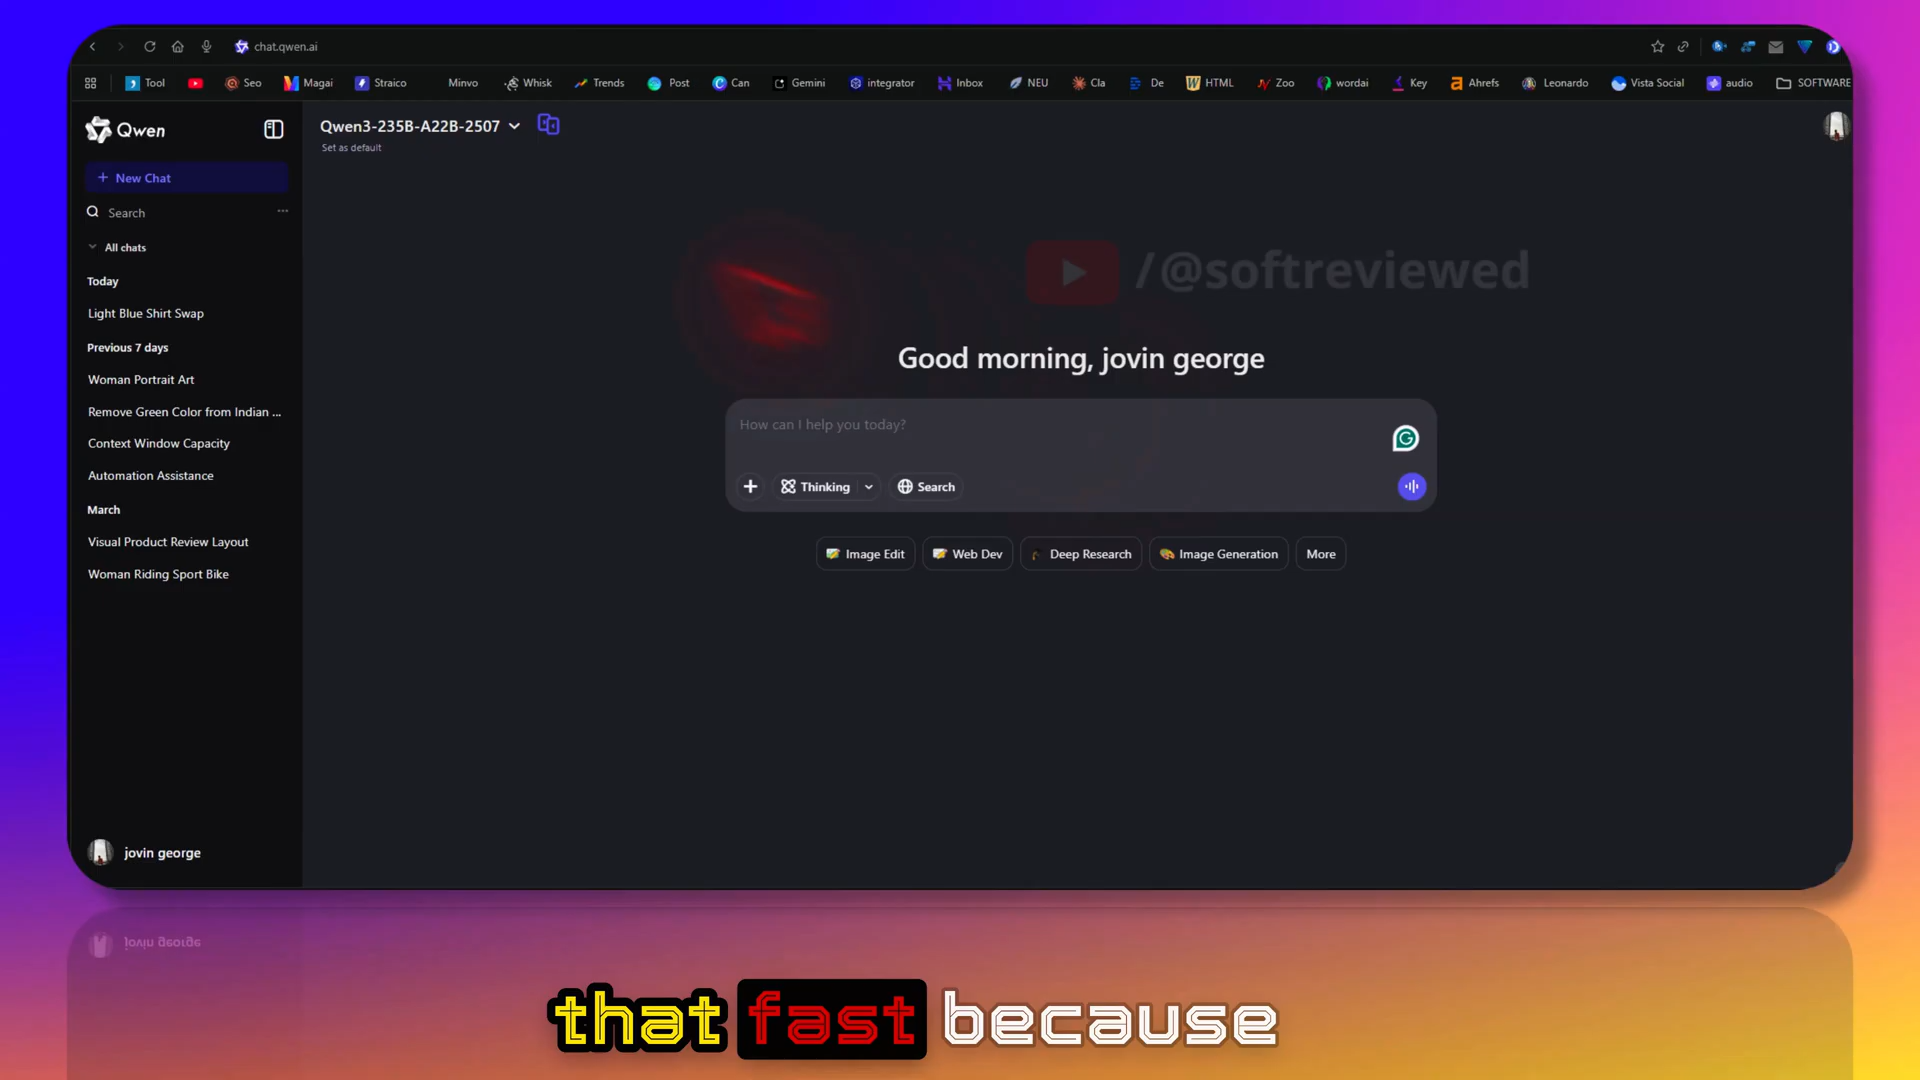 chat.qwen.ai
Tool Seo Magai Straico Minvo Whisk Trends Post Can Gemini integrator Inbox NEU Cla De HTML Zoo wordai Key Ahrefs Leonardo Vista Social audio SOFTWARE
Qwen
Qwen3-235B-A22B-2507
Set as default
New Chat
Search
All chats
Today
Light Blue Shirt Swap
Previous 7 days
Woman Portrait Art
Remove Green Color from Indian ...
Context Window Capacity
Automation Assistance
March
Visual Product Review Layout
Woman Riding Sport Bike
jovin george
/@softreviewed
Good morning, jovin george
How can I help you today?
Thinking Search
Image Edit Web Dev Deep Research Image Generation More
jovin george
that fast because